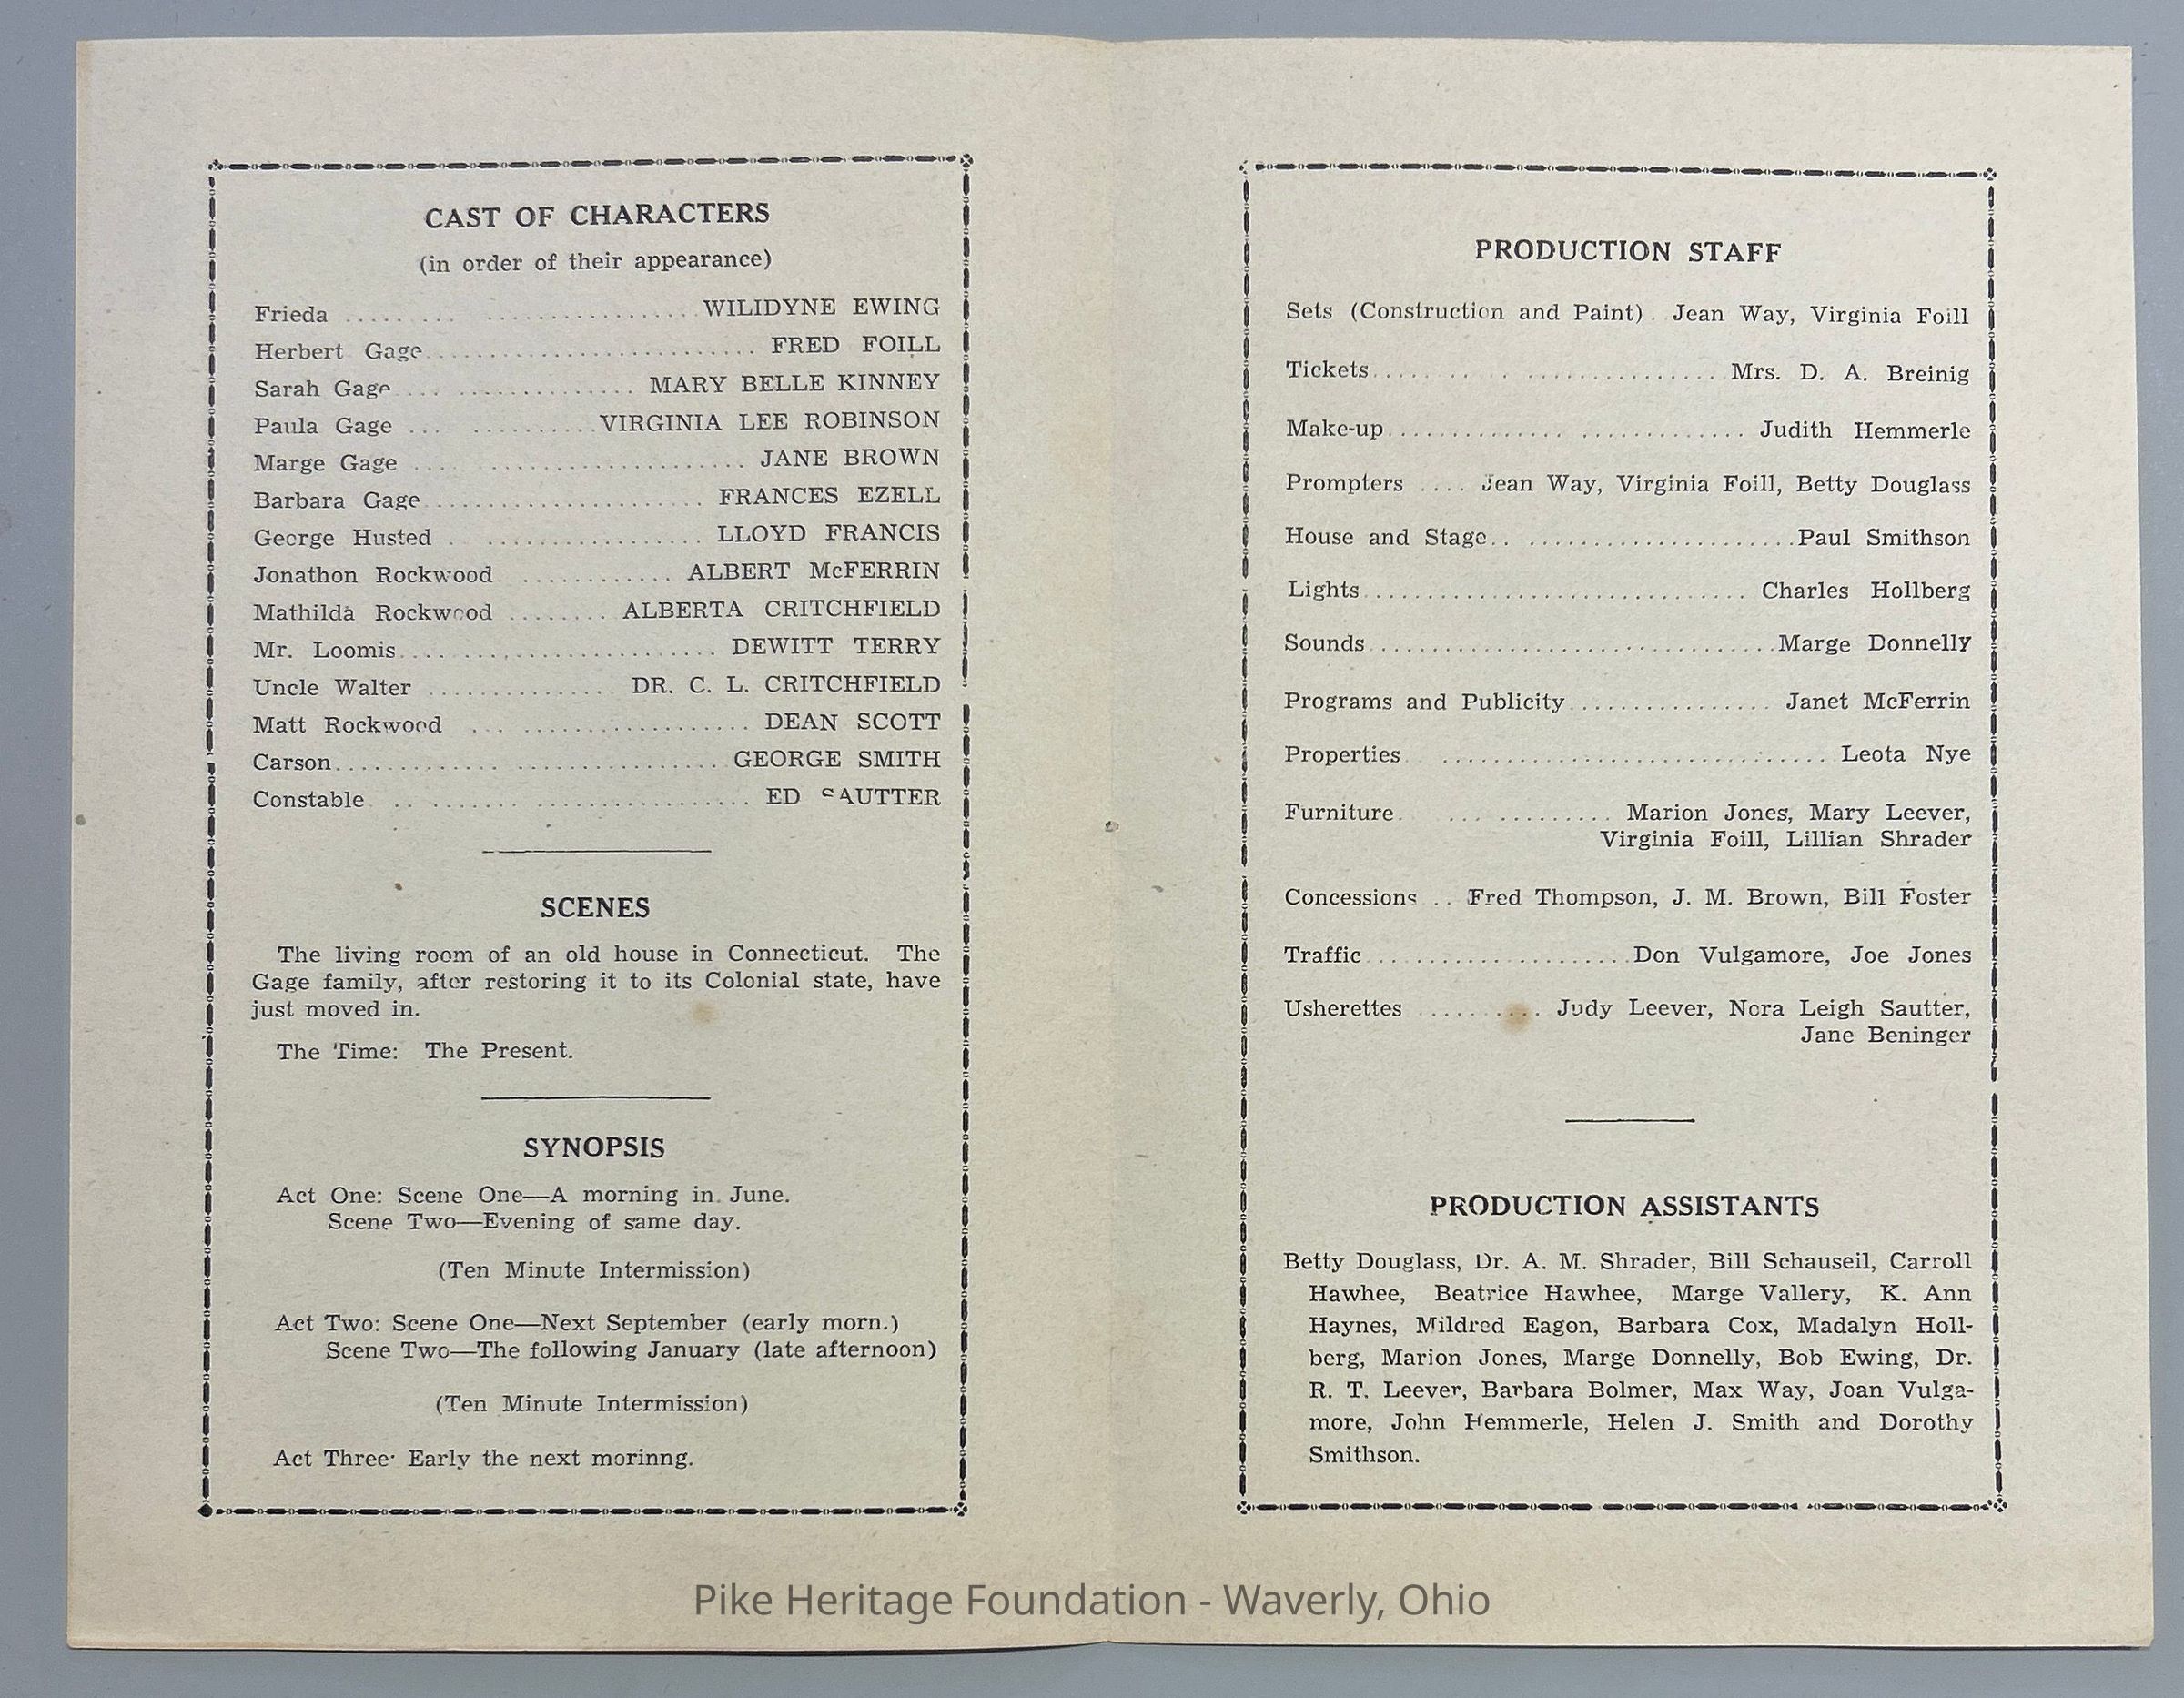 CAST OF CHARACTERS
(in order of their appearance)
Frieda ........ ................. WILIDYNE EWING
Herbert Gage.......................... FRED FOILL
Sarah Gage .... .............. MARY BELLE KINNEY
Paula Gage ... .......... VIRGINIA LEE ROBINSON
Marge Gage .......................... JANE BROWN
Barbara Gage...................... FRANCES EZELL
George Husted . ................. LLOYD FRANCIS
Jonathon Rockwood ............ ALBERT McFERRIN
Mathilda Rockwood ........ ALBERTA CRITCHFIELD
Mr. Loomis......................... DEWITT TERRY
Uncle Walter ............... DR. C. L. CRITCHFIELD
Matt Rockwood ... .................. DEAN SCOTT
Carson............. ................. GEORGE SMITH
Constable . .. ....... ................. ED SAUTTER
SCENES
The living room of an old house in Connecticut. The
Gage family, after restoring it to its Colonial state, have
just moved in.
The Time: The Present.
SYNOPSIS
Act One: Scene One—A morning in June.
Scene Two—Evening of same day.
(Ten Minute Intermission)
Act Two: Scene One—Next September (early morn.)
Scene Two—The following January (late afternoon)
(Ten Minute Intermission)
Act Three: Early the next morinng.
PRODUCTION STAFF
Sets (Construction and Paint) . Jean Way, Virginia Foill
Tickets.... .. . ............... Mrs. D. A. Breinig
Make-up.............. ............. Judith Hemmerle
Prompters .... Jean Way, Virginia Foill, Betty Douglass
House and Stage.. ..................... Paul Smithson
Lights.............................. Charles Hollberg
Sounds................................ Marge Donnelly
Programs and Publicity................ Janet McFerrin
Properties. .............................. Leota Nye
Furniture. ... ......... Marion Jones, Mary Leever,
Virginia Foill, Lillian Shrader
Concessions .. Fred Thompson, J. M. Brown, Bill Foster
Traffic..................... Don Vulgamore, Joe Jones
Usherettes .......... Judy Leever, Nora Leigh Sautter,
Jane Beninger
PRODUCTION ASSISTANTS
Betty Douglass, Dr. A. M. Shrader, Bill Schauseil, Carroll
Hawhee, Beatrice Hawhee, Marge Vallery, K. Ann
Haynes, Mildred Eagon, Barbara Cox, Madalyn Holl-
berg, Marion Jones, Marge Donnelly, Bob Ewing, Dr.
R. T. Leever, Barbara Bolmer, Max Way, Joan Vulga-
more, John Hemmerle, Helen J. Smith and Dorothy
Smithson.
Pike Heritage Foundation - Waverly, Ohio